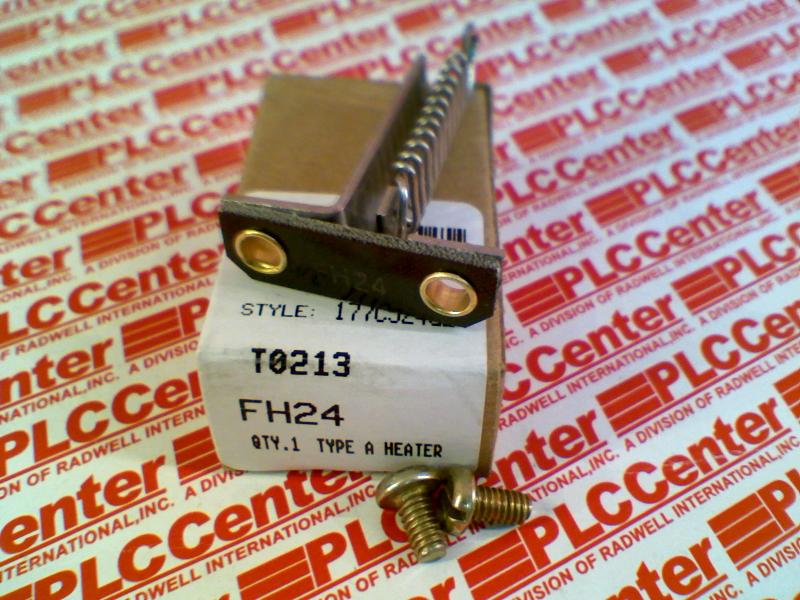 FH24
STYLE:
T0213
FH24
QTY.1 TYPE A HEATER
PLCCenter
A DIVISION OF RADWELL INTERNATIONAL, INC.